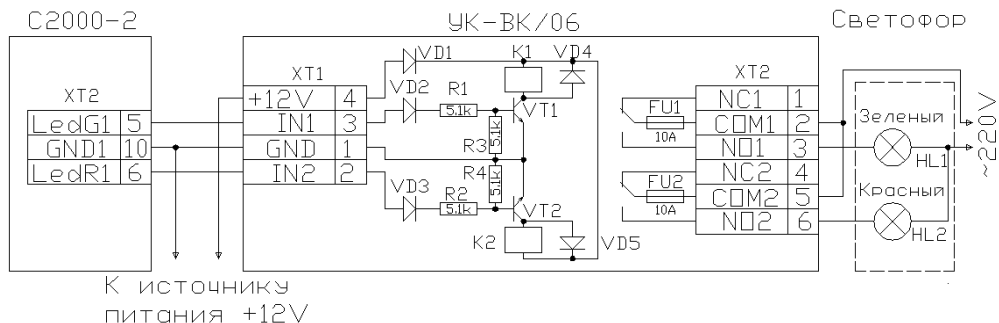 С2000-2
УК-ВК/06
Светофор
XT2
LedG1 5
GND1 10
LedR1 6
XT1
+12V 4
IN1 3
GND 1
IN2 2
VD1
VD2
VD3
R1
5.1k
R3
5.1k
R4
5.1k
R2
5.1k
K1
VD4
VT1
VT2
K2
VD5
FU1
10A
FU2
10A
XT2
NC1 1
COM1 2
NO1 3
NC2 4
COM2 5
NO2 6
Зеленый
HL1
Красный
HL2
~220V
К источнику
питания +12V